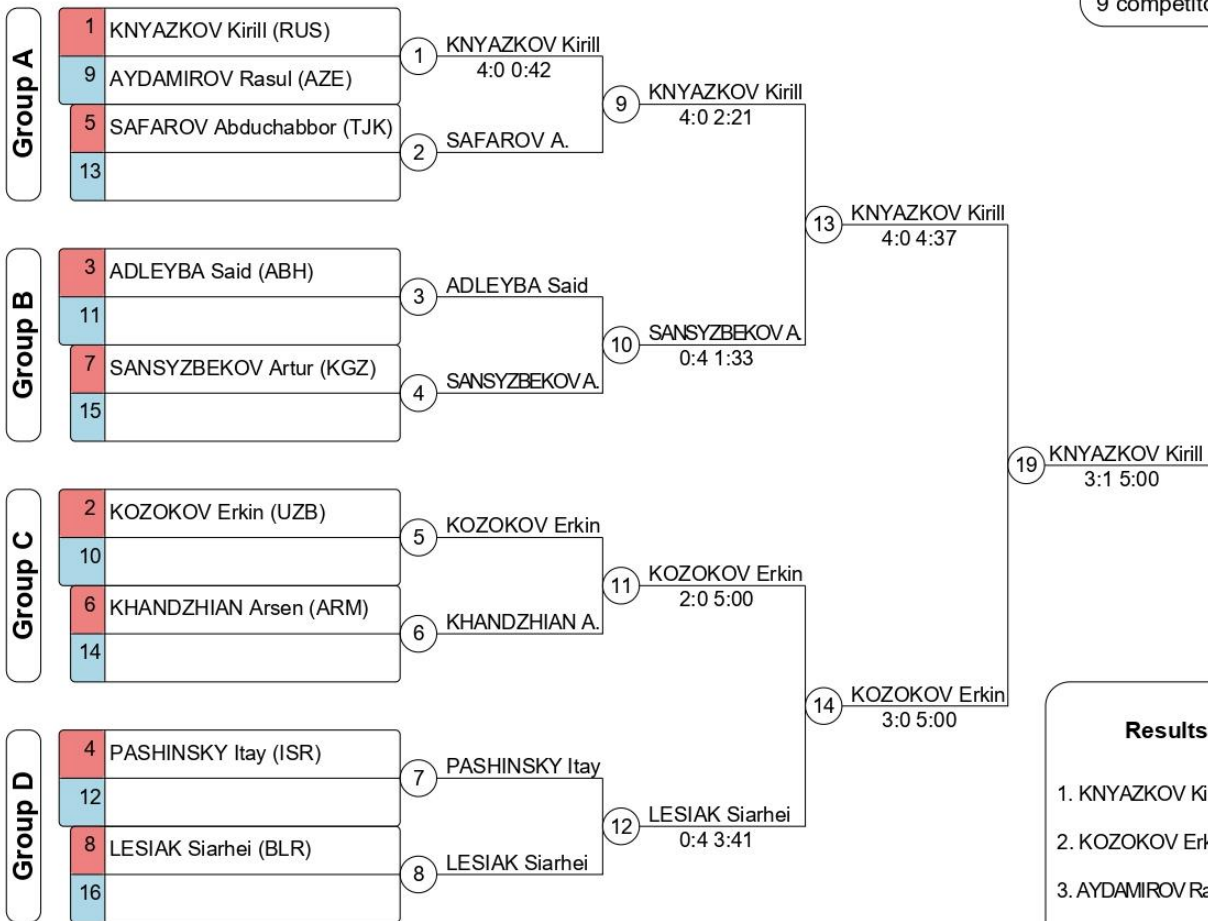 9 competito
Group A
1 KNYAZKOV Kirill (RUS)
9 AYDAMIROV Rasul (AZE)
5 SAFAROV Abduchabbor (TJK)
13
1 KNYAZKOV Kirill
4:0 0:42
2 SAFAROV A.
9 KNYAZKOV Kirill
4:0 2:21
13 KNYAZKOV Kirill
4:0 4:37
Group B
3 ADLEYBA Said (ABH)
11
7 SANSYZBEKOV Artur (KGZ)
15
3 ADLEYBA Said
4 SANSYZBEKOV A.
10 SANSYZBEKOV A.
0:4 1:33
19 KNYAZKOV Kirill
3:1 5:00
Group C
2 KOZOKOV Erkin (UZB)
10
6 KHANDZHIAN Arsen (ARM)
14
5 KOZOKOV Erkin
6 KHANDZHIAN A.
11 KOZOKOV Erkin
2:0 5:00
14 KOZOKOV Erkin
3:0 5:00
Group D
4 PASHINSKY Itay (ISR)
12
8 LESIAK Siarhei (BLR)
16
7 PASHINSKY Itay
8 LESIAK Siarhei
12 LESIAK Siarhei
0:4 3:41
Results
1. KNYAZKOV Ki
2. KOZOKOV Erk
3. AYDAMIROV Ra